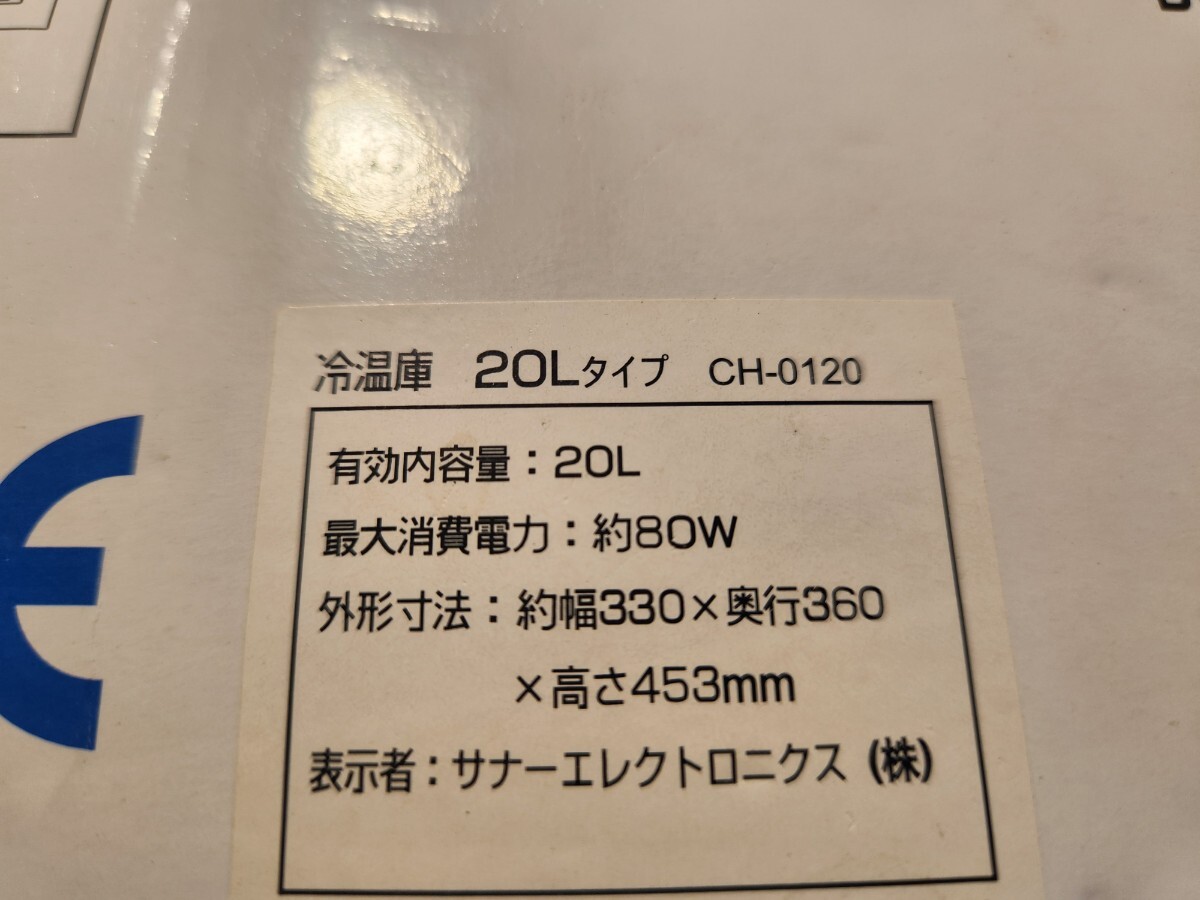 冷温庫 20Lタイプ CH-0120
有効内容量：20L
最大消費電力：約80W
外形寸法：約幅330×奥行360
×高さ453mm
表示者：サナーエレクトロニクス（株）